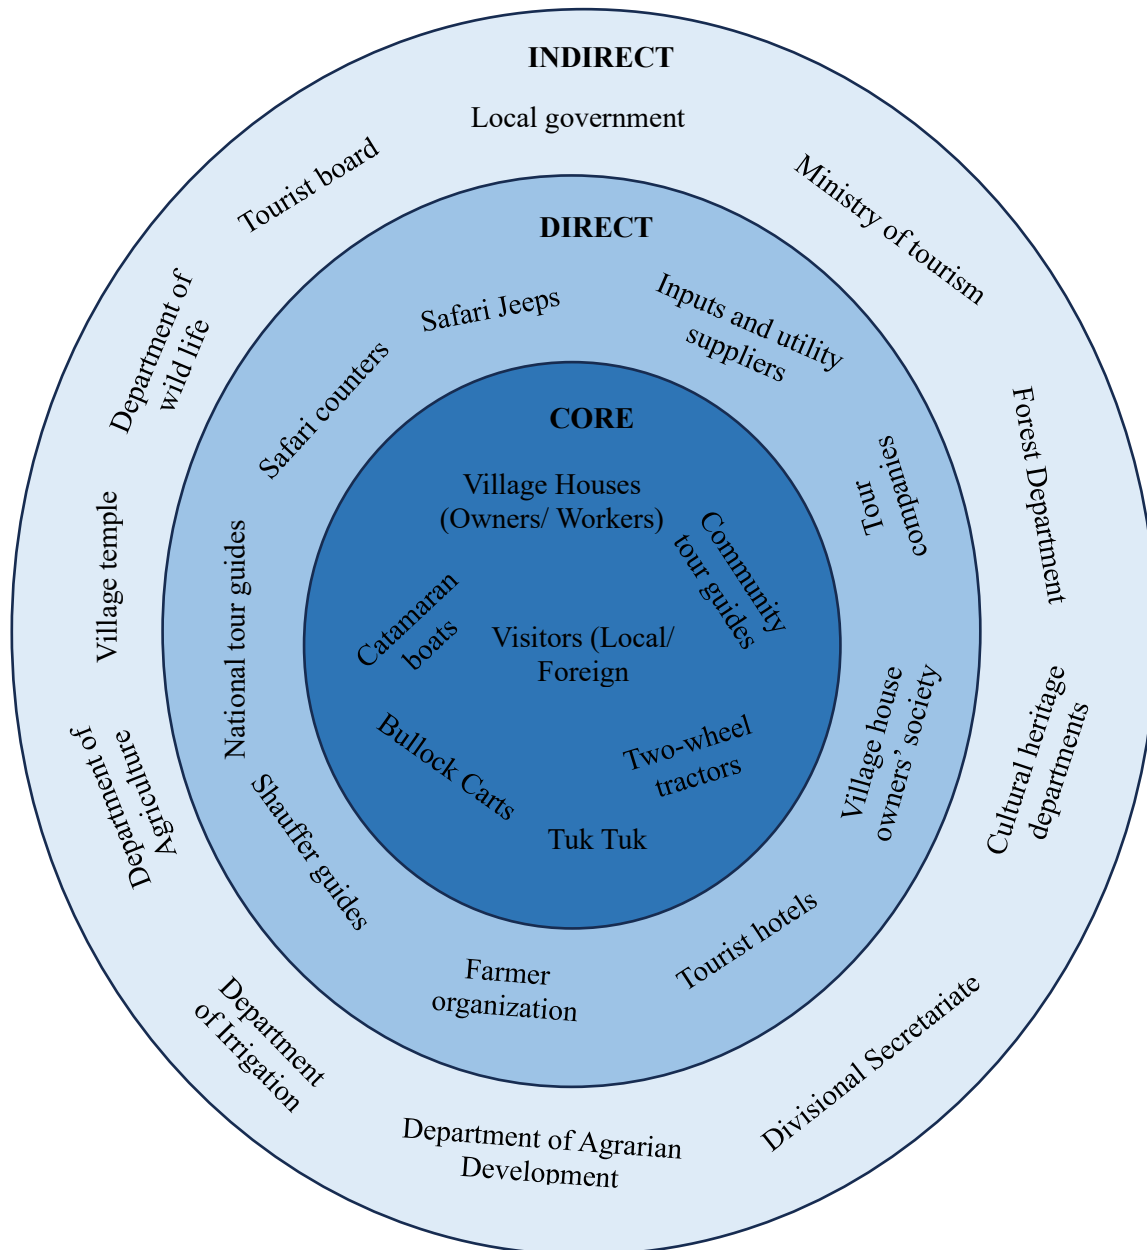 INDIRECT
Local government
Tourist board
Ministry of tourism
Department of
wild life
Forest Department
Village temple
Cultural heritage
departments
Department of
Agriculture
Divisional Secretariate
Department
of Irrigation
Department of Agrarian
Development
DIRECT
Safari Jeeps
Inputs and utility
suppliers
Safari counters
Tour
companies
National tour guides
Village house
owners’ society
Shauffer guides
Tourist hotels
Farmer
organization
CORE
Village Houses
(Owners/ Workers)
Community
tour guides
Catamaran
boats
Visitors (Local/
Foreign
Bullock Carts
Two-wheel
tractors
Tuk Tuk